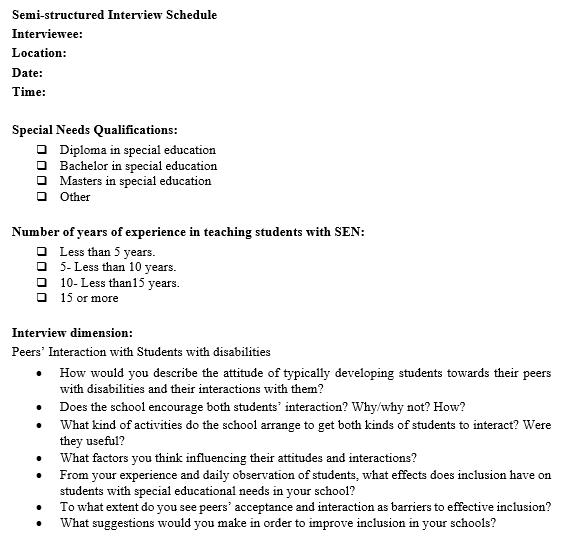 Semi-structured Interview Schedule
Interviewee:
Location:
Date:
Time:
Special Needs Qualifications:
❑ Diploma in special education
❑ Bachelor in special education
❑ Masters in special education
❑ Other
Number of years of experience in teaching students with SEN:
❑ Less than 5 years.
❑ 5- Less than 10 years.
❑ 10- Less than15 years.
❑ 15 or more
Interview dimension:
Peers’ Interaction with Students with disabilities
• How would you describe the attitude of typically developing students towards their peers
with disabilities and their interactions with them?
• Does the school encourage both students’ interaction? Why/why not? How?
• What kind of activities do the school arrange to get both kinds of students to interact? Were
they useful?
• What factors you think influencing their attitudes and interactions?
• From your experience and daily observation of students, what effects does inclusion have on
students with special educational needs in your school?
• To what extent do you see peers’ acceptance and interaction as barriers to effective inclusion?
• What suggestions would you make in order to improve inclusion in your schools?